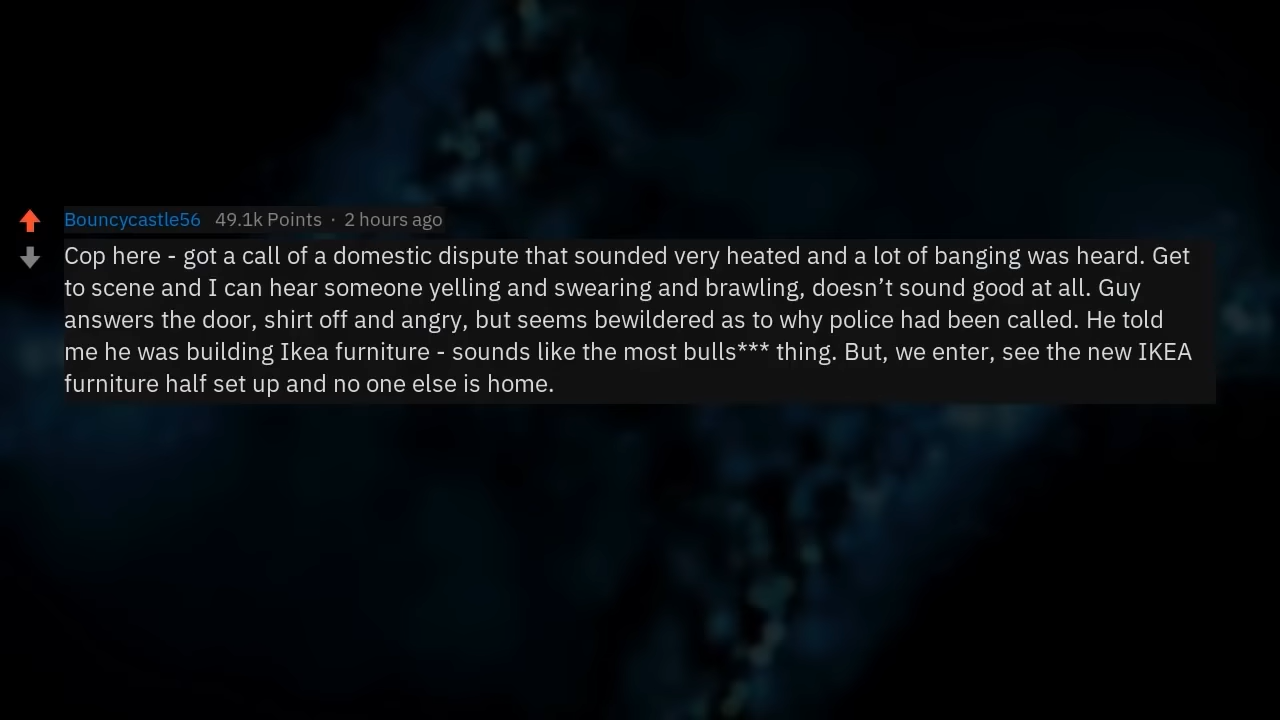 Bouncycastle56 49.1k Points · 2 hours ago
Cop here - got a call of a domestic dispute that sounded very heated and a lot of banging was heard. Get
to scene and I can hear someone yelling and swearing and brawling, doesn’t sound good at all. Guy
answers the door, shirt off and angry, but seems bewildered as to why police had been called. He told
me he was building Ikea furniture - sounds like the most bulls*** thing. But, we enter, see the new IKEA
furniture half set up and no one else is home.